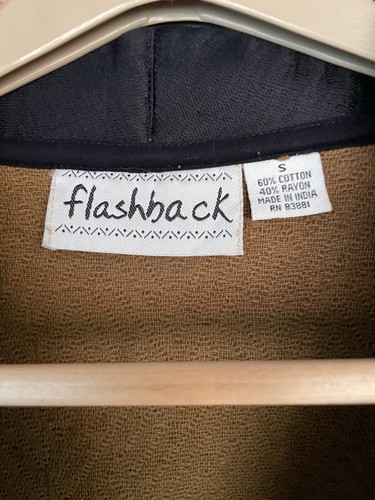 flashback
S
60% COTTON
40% RAYON
MADE IN INDIA
RN 83881